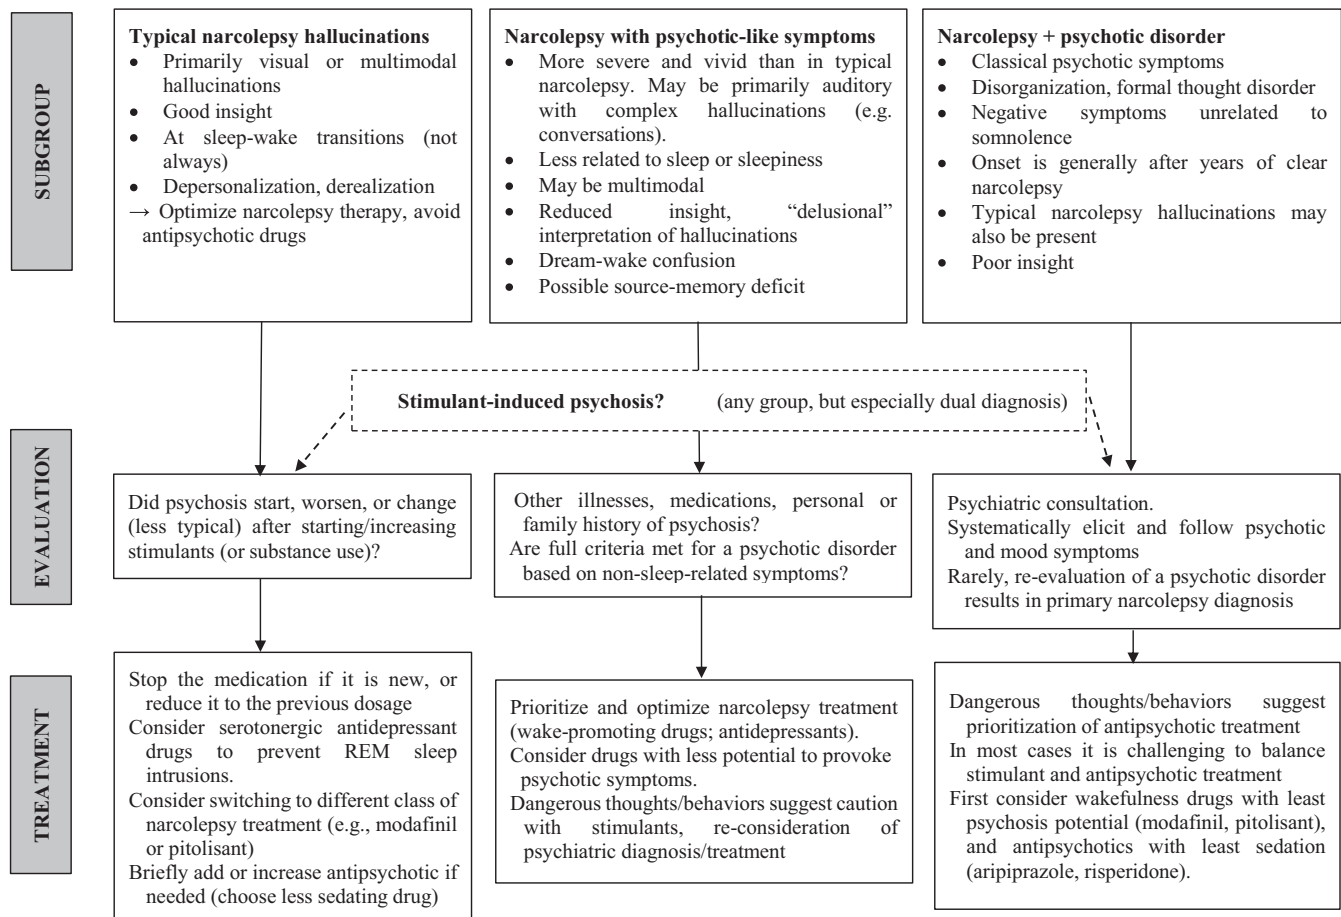 SUBGROUP
Typical narcolepsy hallucinations
• Primarily visual or multimodal
hallucinations
• Good insight
• At sleep-wake transitions (not
always)
• Depersonalization, derealization
→ Optimize narcolepsy therapy, avoid
antipsychotic drugs
Narcolepsy with psychotic-like symptoms
• More severe and vivid than in typical
narcolepsy. May be primarily auditory
with complex hallucinations (e.g.
conversations).
• Less related to sleep or sleepiness
• May be multimodal
• Reduced insight, “delusional”
interpretation of hallucinations
• Dream-wake confusion
• Possible source-memory deficit
Narcolepsy + psychotic disorder
• Classical psychotic symptoms
• Disorganization, formal thought disorder
• Negative symptoms unrelated to
somnolence
• Onset is generally after years of clear
narcolepsy
• Typical narcolepsy hallucinations may
also be present
• Poor insight
Stimulant-induced psychosis? (any group, but especially dual diagnosis)
EVALUATION
Did psychosis start, worsen, or change
(less typical) after starting/increasing
stimulants (or substance use)?
Other illnesses, medications, personal or
family history of psychosis?
Are full criteria met for a psychotic disorder
based on non-sleep-related symptoms?
Psychiatric consultation.
Systematically elicit and follow psychotic
and mood symptoms
Rarely, re-evaluation of a psychotic disorder
results in primary narcolepsy diagnosis
TREATMENT
Stop the medication if it is new, or
reduce it to the previous dosage
Consider serotonergic antidepressant
drugs to prevent REM sleep
intrusions.
Consider switching to different class of
narcolepsy treatment (e.g., modafinil
or pitolisant)
Briefly add or increase antipsychotic if
needed (choose less sedating drug)
Prioritize and optimize narcolepsy treatment
(wake-promoting drugs; antidepressants).
Consider drugs with less potential to provoke
psychotic symptoms.
Dangerous thoughts/behaviors suggest caution
with stimulants, re-consideration of
psychiatric diagnosis/treatment
Dangerous thoughts/behaviors suggest
prioritization of antipsychotic treatment
In most cases it is challenging to balance
stimulant and antipsychotic treatment
First consider wakefulness drugs with least
psychosis potential (modafinil, pitolisant),
and antipsychotics with least sedation
(aripiprazole, risperidone).